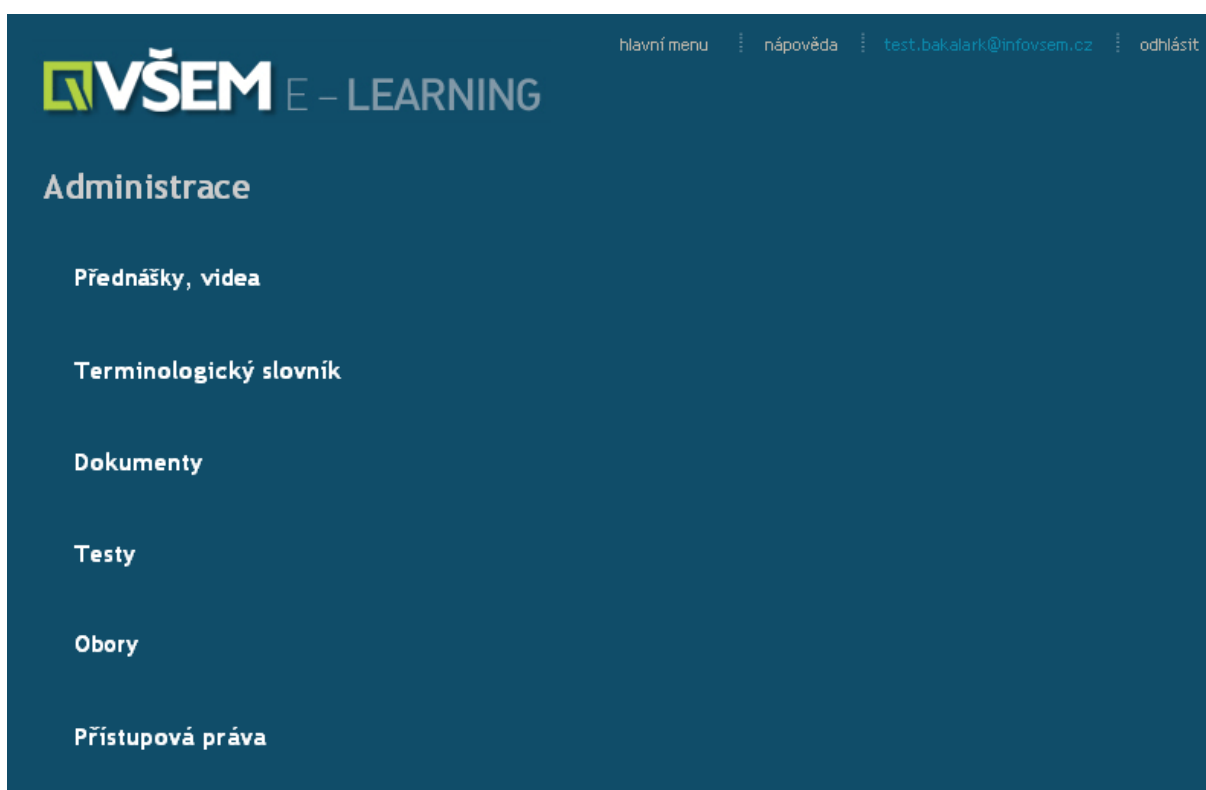 hlavní menu nápověda test.bakalark@infovsem.cz odhlásit
VŠEM E – LEARNING
Administrace
Přednášky, videa
Terminologický slovník
Dokumenty
Testy
Obory
Přístupová práva